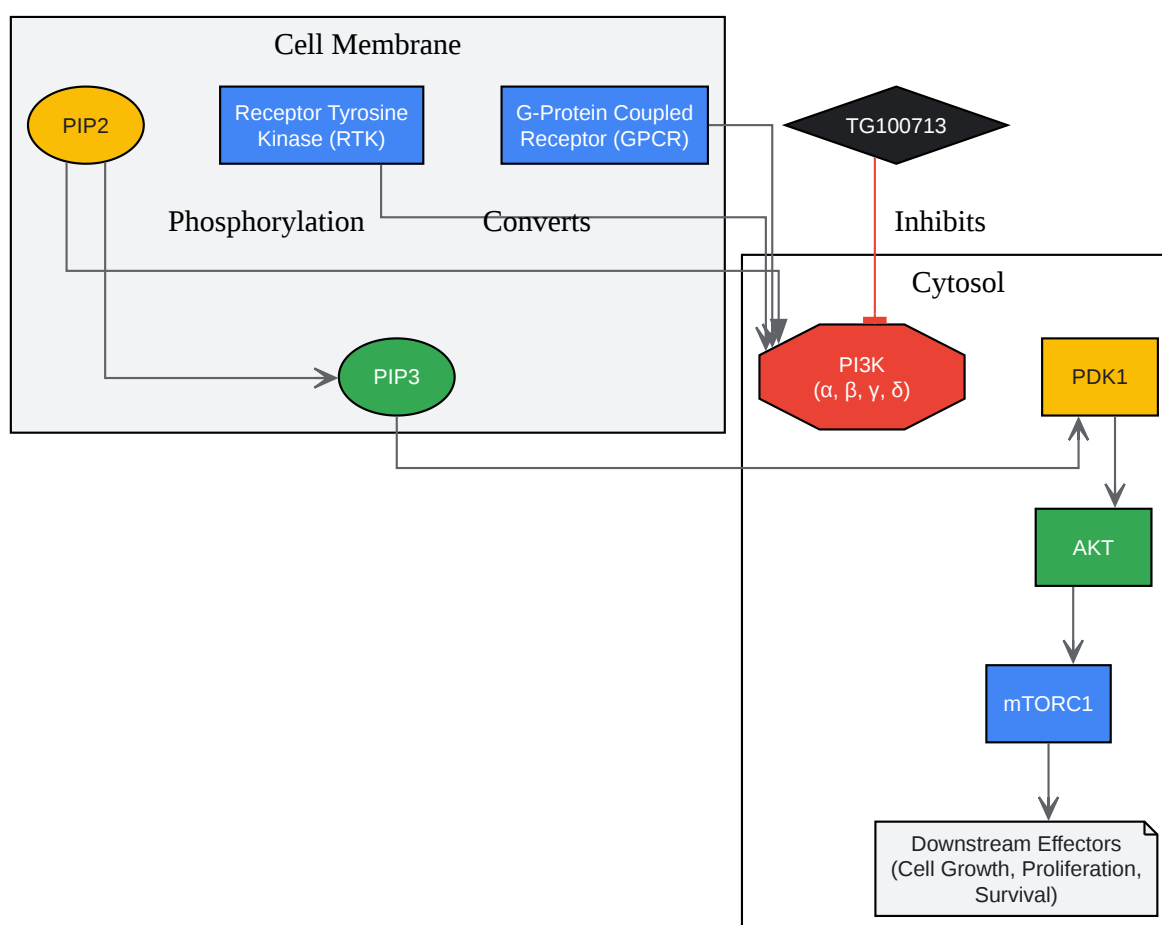 Cell Membrane
PIP2
Receptor Tyrosine
Kinase (RTK)
G-Protein Coupled
Receptor (GPCR)
TG100713
Phosphorylation
Converts
Inhibits
Cytosol
PIP3
PI3K
(α, β, γ, δ)
PDK1
AKT
mTORC1
Downstream Effectors
(Cell Growth, Proliferation,
Survival)